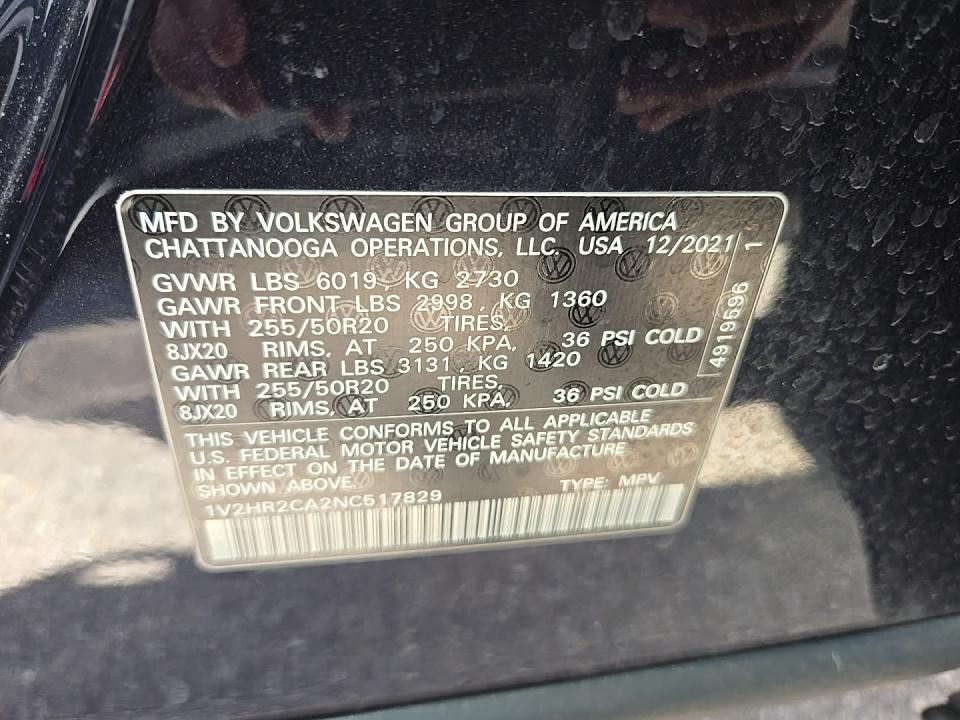 MFD BY VOLKSWAGEN GROUP OF AMERICA
CHATTANOOGA OPERATIONS, LLC. USA 12/2021
GVWR LBS 6019, KG 2730
GAWR FRONT LBS 2998, KG 1360
WITH 255/50R20 TIRES,
8JX20 RIMS, AT 250 KPA, 36 PSI COLD
GAWR REAR LBS 3131, KG 1420
WITH 255/50R20 TIRES,
8JX20 RIMS, AT 250 KPA, 36 PSI COLD
THIS VEHICLE CONFORMS TO ALL APPLICABLE
U.S. FEDERAL MOTOR VEHICLE SAFETY STANDARDS
IN EFFECT ON THE DATE OF MANUFACTURE
SHOWN ABOVE. TYPE: MPV
1V2HR2CA2NC517829
4919596 1